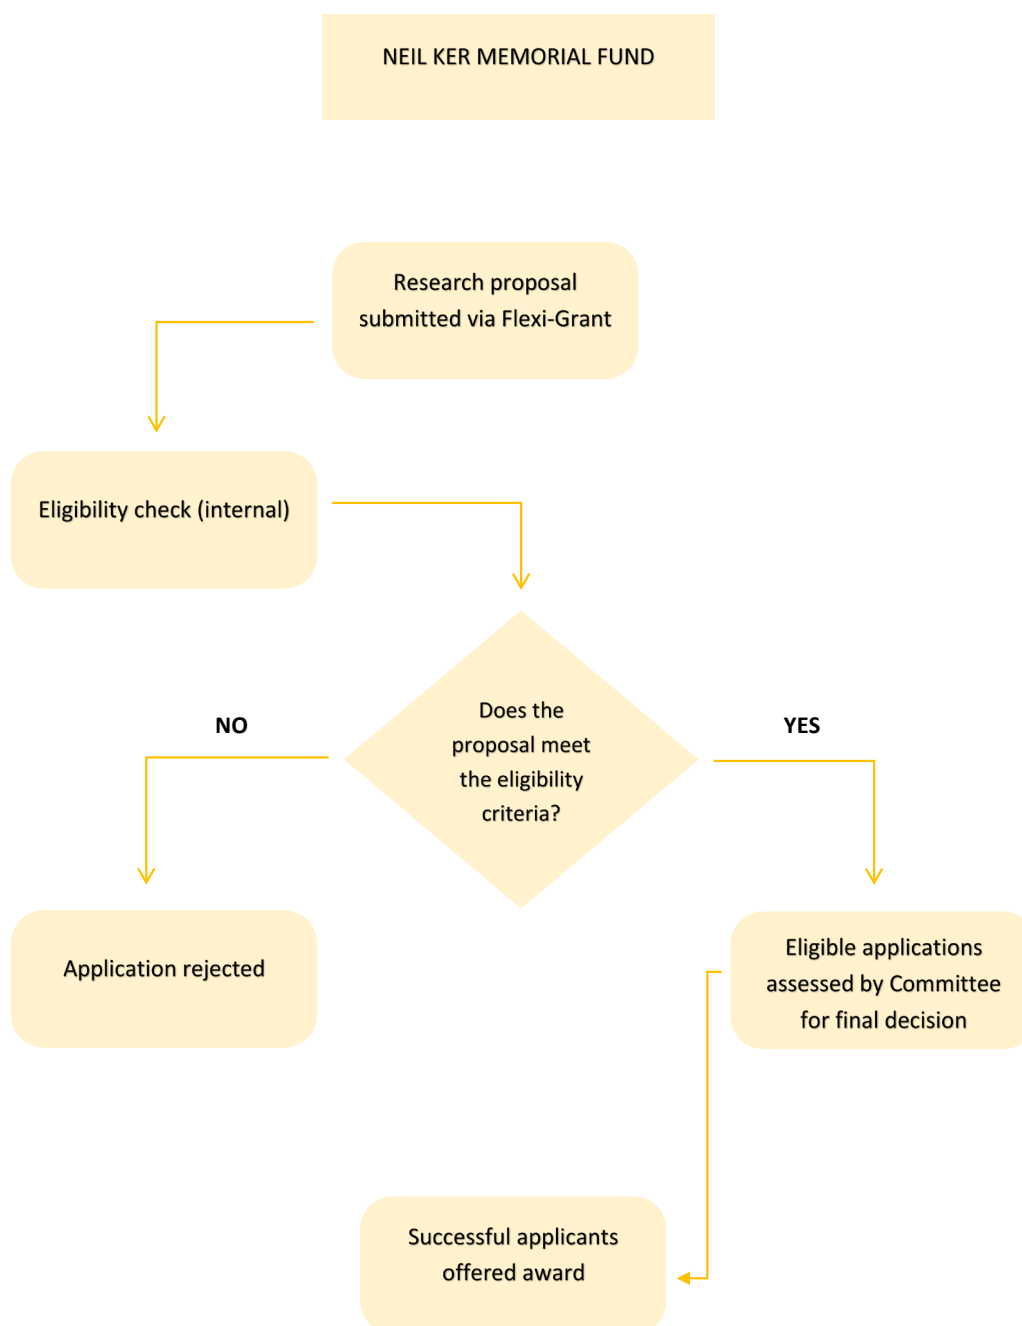 NEIL KER MEMORIAL FUND
Research proposal
submitted via Flexi-Grant
Eligibility check (internal)
Does the
proposal meet
the eligibility
criteria?
NO
YES
Application rejected
Eligible applications
assessed by Committee
for final decision
Successful applicants
offered award